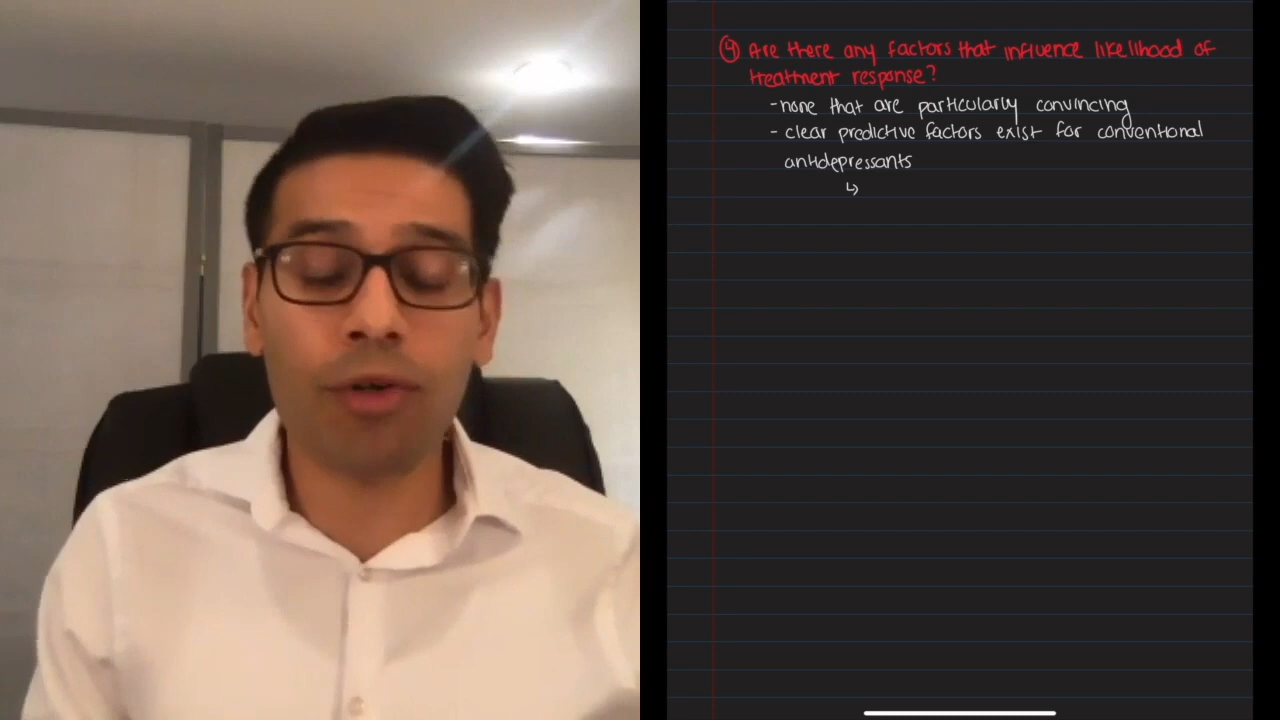 ④ Are there any factors that influence likelihood of
treatment response?
- none that are particularly convincing
- clear predictive factors exist for conventional
antidepressants
↳